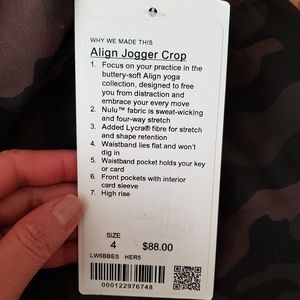 WHY WE MADE THIS
Align Jogger Crop
1. Focus on your practice in the
buttery-soft Align yoga
collection, designed to free
you from distraction and
embrace your every move
2. Nulu™ fabric is sweat-wicking
and four-way stretch
3. Added Lycra® fibre for stretch
and shape retention
4. Waistband lies flat and won't
dig in
5. Waistband pocket holds your key
or card
6. Front pockets with interior
card sleeve
7. High rise
SIZE
4 $88.00
LW6BBES HER5
000122976748